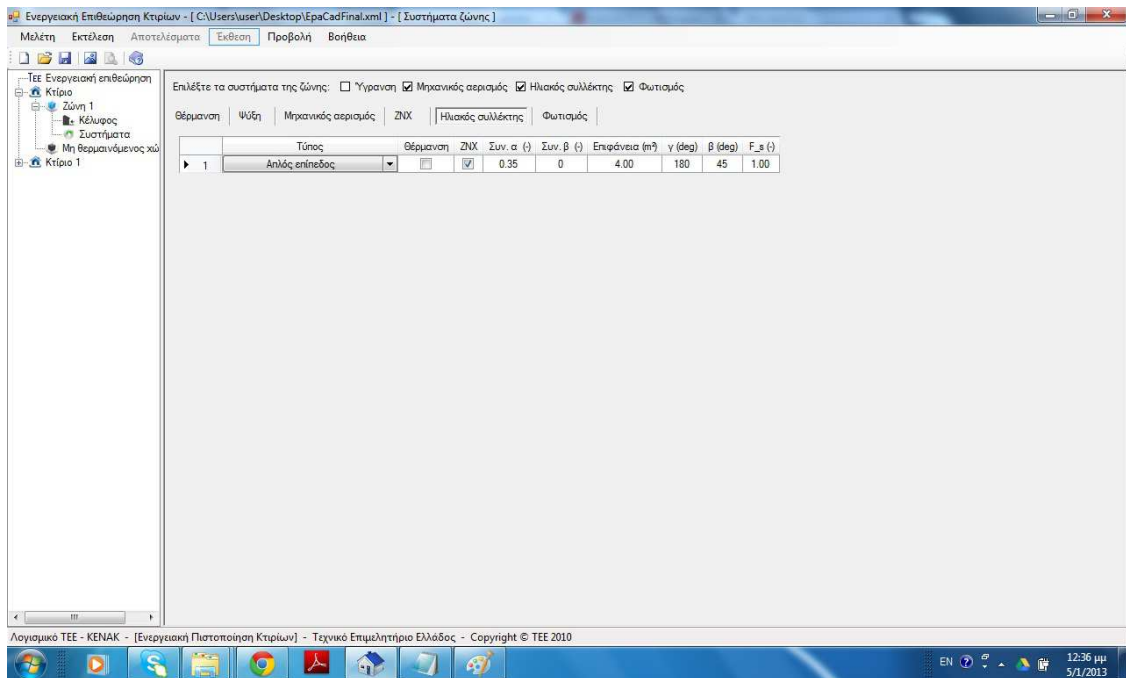 Ενεργειακή Επιθεώρηση Κτιρίων - [ C:\Users\user\Desktop\EpaCadFinal.xml ] - [ Συστήματα ζώνης ]
Μελέτη Εκτέλεση Αποτελέσματα Έκθεση Προβολή Βοήθεια
ΤΕΕ Ενεργειακή επιθεώρηση
Κτίριο
Ζώνη 1
Κέλυφος
Συστήματα
Μη θερμαινόμενος χώ
Κτίριο 1
Επιλέξτε τα συστήματα της ζώνης: Ύγρανση Μηχανικός αερισμός Ηλιακός συλλέκτης Φωτισμός
Θέρμανση Ψύξη Μηχανικός αερισμός ΖΝΧ Ηλιακός συλλέκτης Φωτισμός
Τύπος Θέρμανση ΖΝΧ Συν. α (-) Συν. β (-) Επιφάνεια (m²) γ (deg) β (deg) F_s (-)
1 Απλός επίπεδος 0.35 0 4.00 180 45 1.00
Λογισμικό ΤΕΕ - KENAK - [Ενεργειακή Πιστοποίηση Κτιρίων] - Τεχνικό Επιμελητήριο Ελλάδος - Copyright © ΤΕΕ 2010
EN
12:36 μμ
5/1/2013